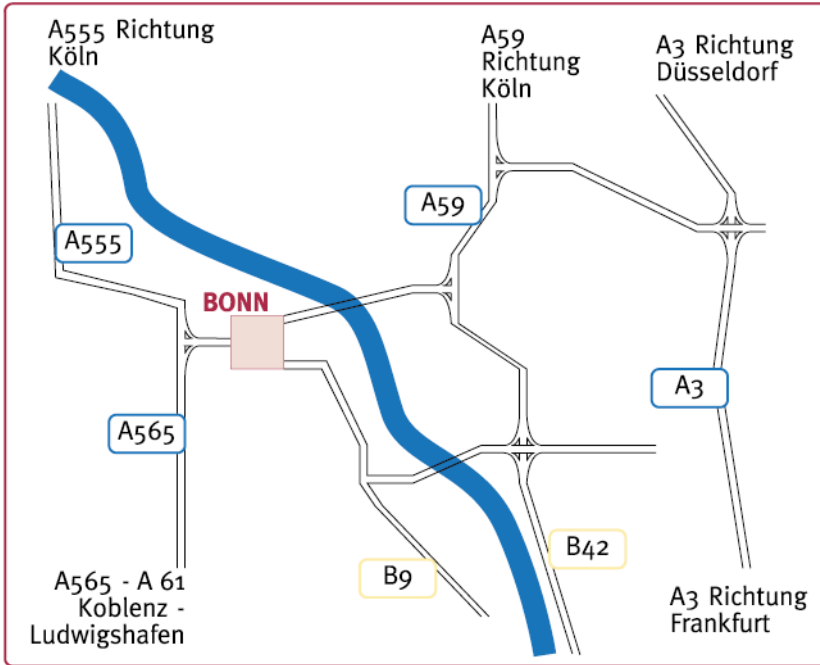 A555 Richtung
Köln
A59
Richtung
Köln
A3 Richtung
Düsseldorf
A59
A555
BONN
A3
A565
B42
B9
A565 - A 61
Koblenz -
Ludwigshafen
A3 Richtung
Frankfurt